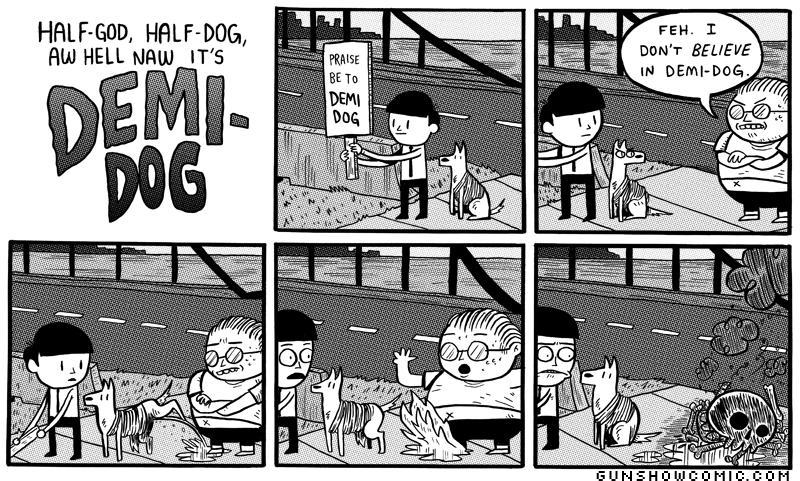 HALF-GOD, HALF-DOG,
AW HELL NAW IT'S
DEMI-
DOG
PRAISE
BE TO
DEMI
DOG
FEH. I
DON'T BELIEVE
IN DEMI-DOG.
GUNSHOWCOMIC.COM